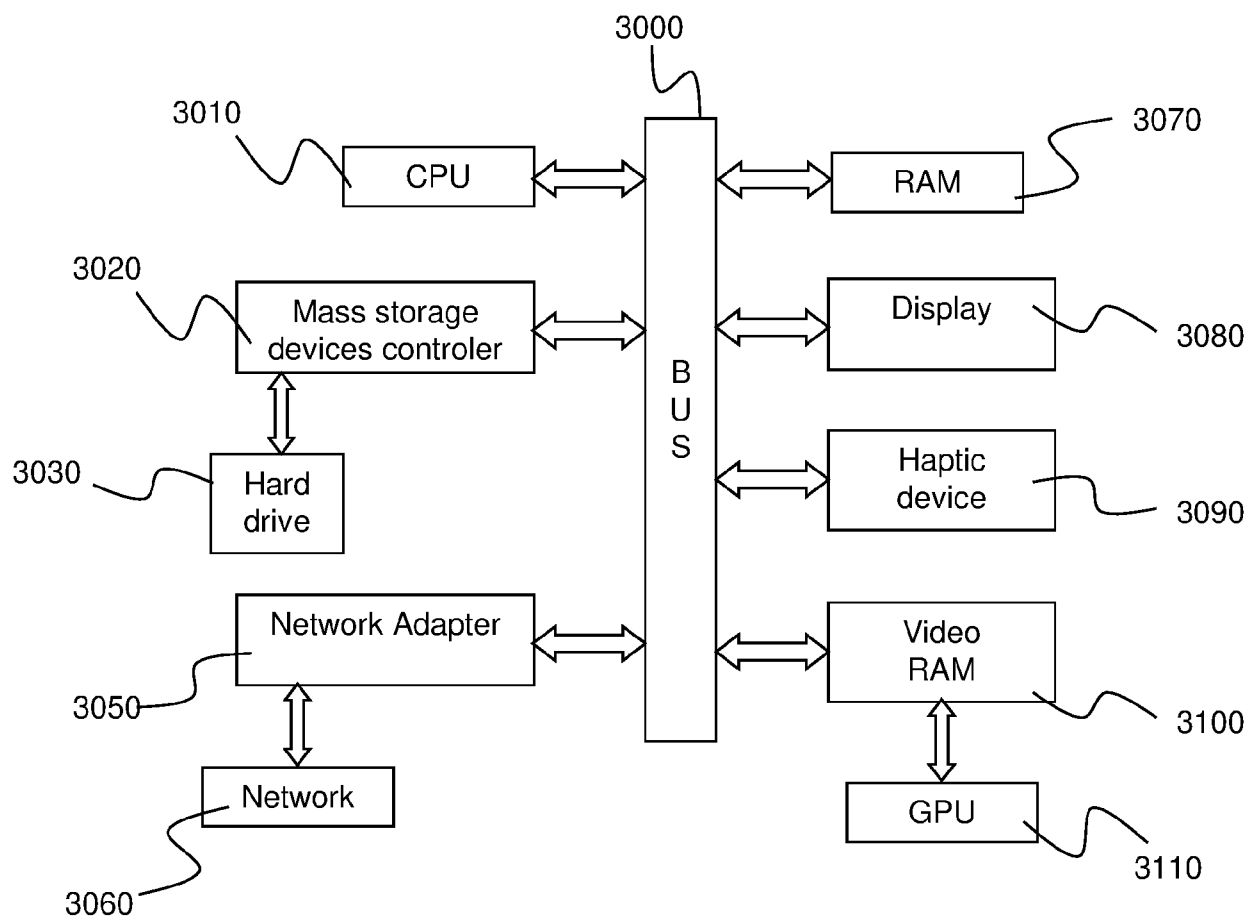 3000
3010
CPU
RAM
3070
3020
Mass storage
devices controler
Display
3080
B
U
S
3030
Hard
drive
Haptic
device
3090
Network Adapter
Video
RAM
3050
3100
Network
GPU
3060
3110